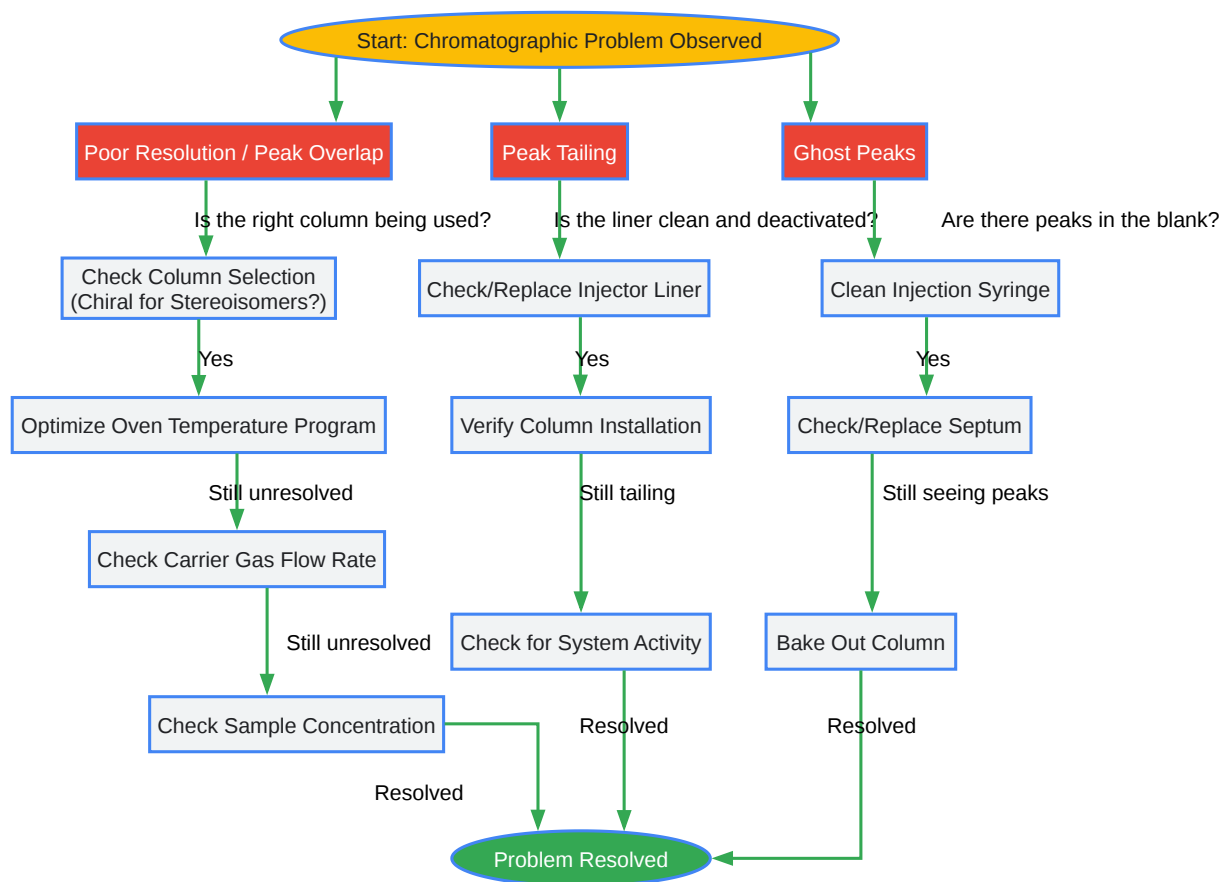 Start: Chromatographic Problem Observed
Poor Resolution / Peak Overlap
Peak Tailing
Ghost Peaks
Is the right column being used?
Is the liner clean and deactivated?
Are there peaks in the blank?
Check Column Selection
(Chiral for Stereoisomers?)
Check/Replace Injector Liner
Clean Injection Syringe
Yes
Yes
Yes
Optimize Oven Temperature Program
Verify Column Installation
Check/Replace Septum
Still unresolved
Still tailing
Still seeing peaks
Check Carrier Gas Flow Rate
Still unresolved
Check for System Activity
Bake Out Column
Check Sample Concentration
Resolved
Resolved
Resolved
Problem Resolved